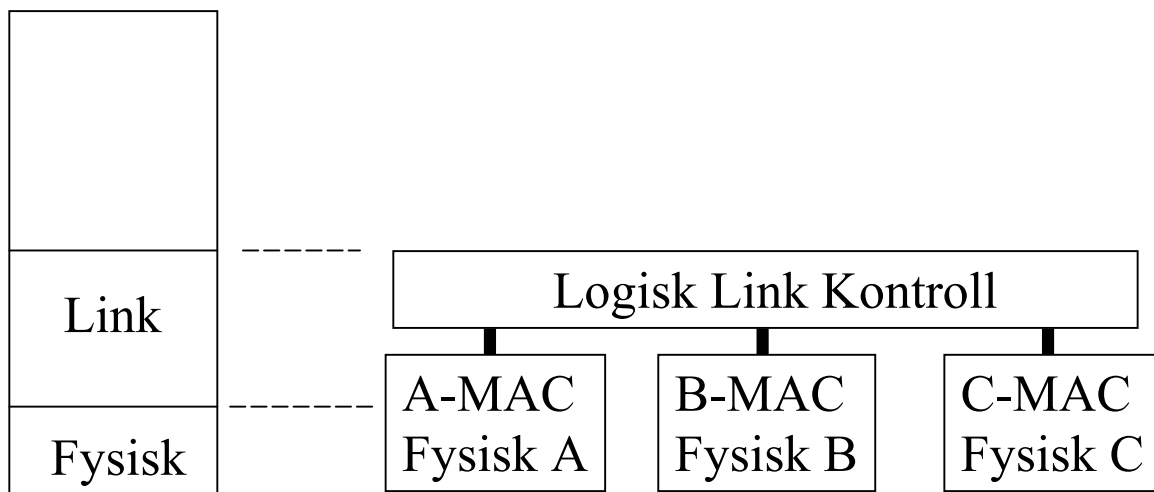 Link
Fysisk
Logisk Link Kontroll
A-MAC
Fysisk A
B-MAC
Fysisk B
C-MAC
Fysisk C